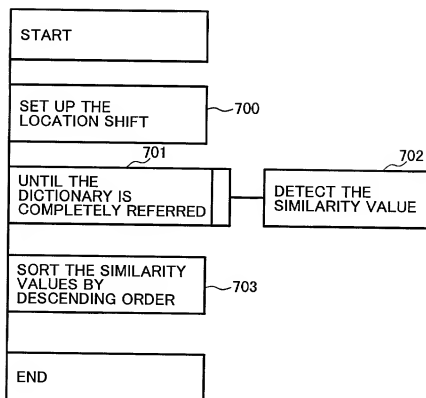 START
SET UP THE
LOCATION SHIFT
700
701
UNTIL THE
DICTIONARY IS
COMPLETELY REFERRED
702
DETECT THE
SIMILARITY VALUE
SORT THE SIMILARITY
VALUES BY
DESCENDING ORDER
703
END